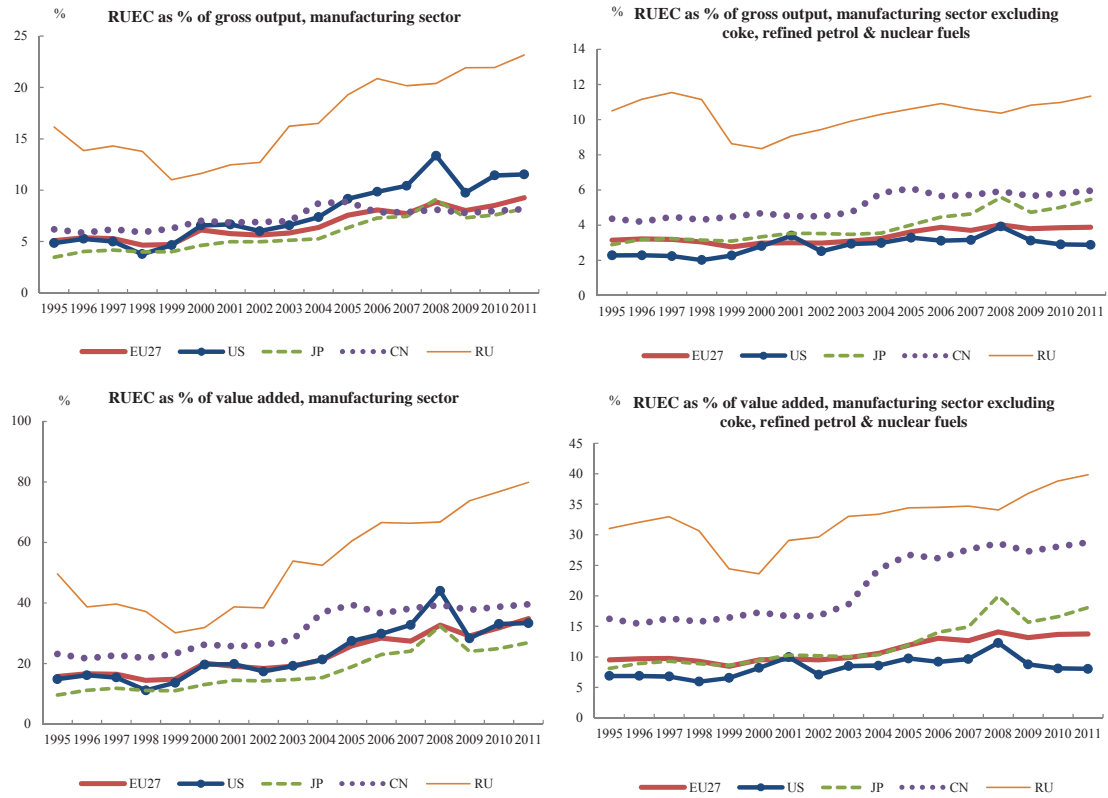 %
RUEC as % of gross output, manufacturing sector
25
20
15
10
5
0
1995 1996 1997 1998 1999 2000 2001 2002 2003 2004 2005 2006 2007 2008 2009 2010 2011
EU27 US JP CN RU
%
RUEC as % of gross output, manufacturing sector excluding
coke, refined petrol & nuclear fuels
14
12
10
8
6
4
2
0
1995 1996 1997 1998 1999 2000 2001 2002 2003 2004 2005 2006 2007 2008 2009 2010 2011
EU27 US JP CN RU
%
RUEC as % of value added, manufacturing sector
100
80
60
40
20
0
1995 1996 1997 1998 1999 2000 2001 2002 2003 2004 2005 2006 2007 2008 2009 2010 2011
EU27 US JP CN RU
%
RUEC as % of value added, manufacturing sector excluding
coke, refined petrol & nuclear fuels
45
40
35
30
25
20
15
10
5
0
1995 1996 1997 1998 1999 2000 2001 2002 2003 2004 2005 2006 2007 2008 2009 2010 2011
EU27 US JP CN RU